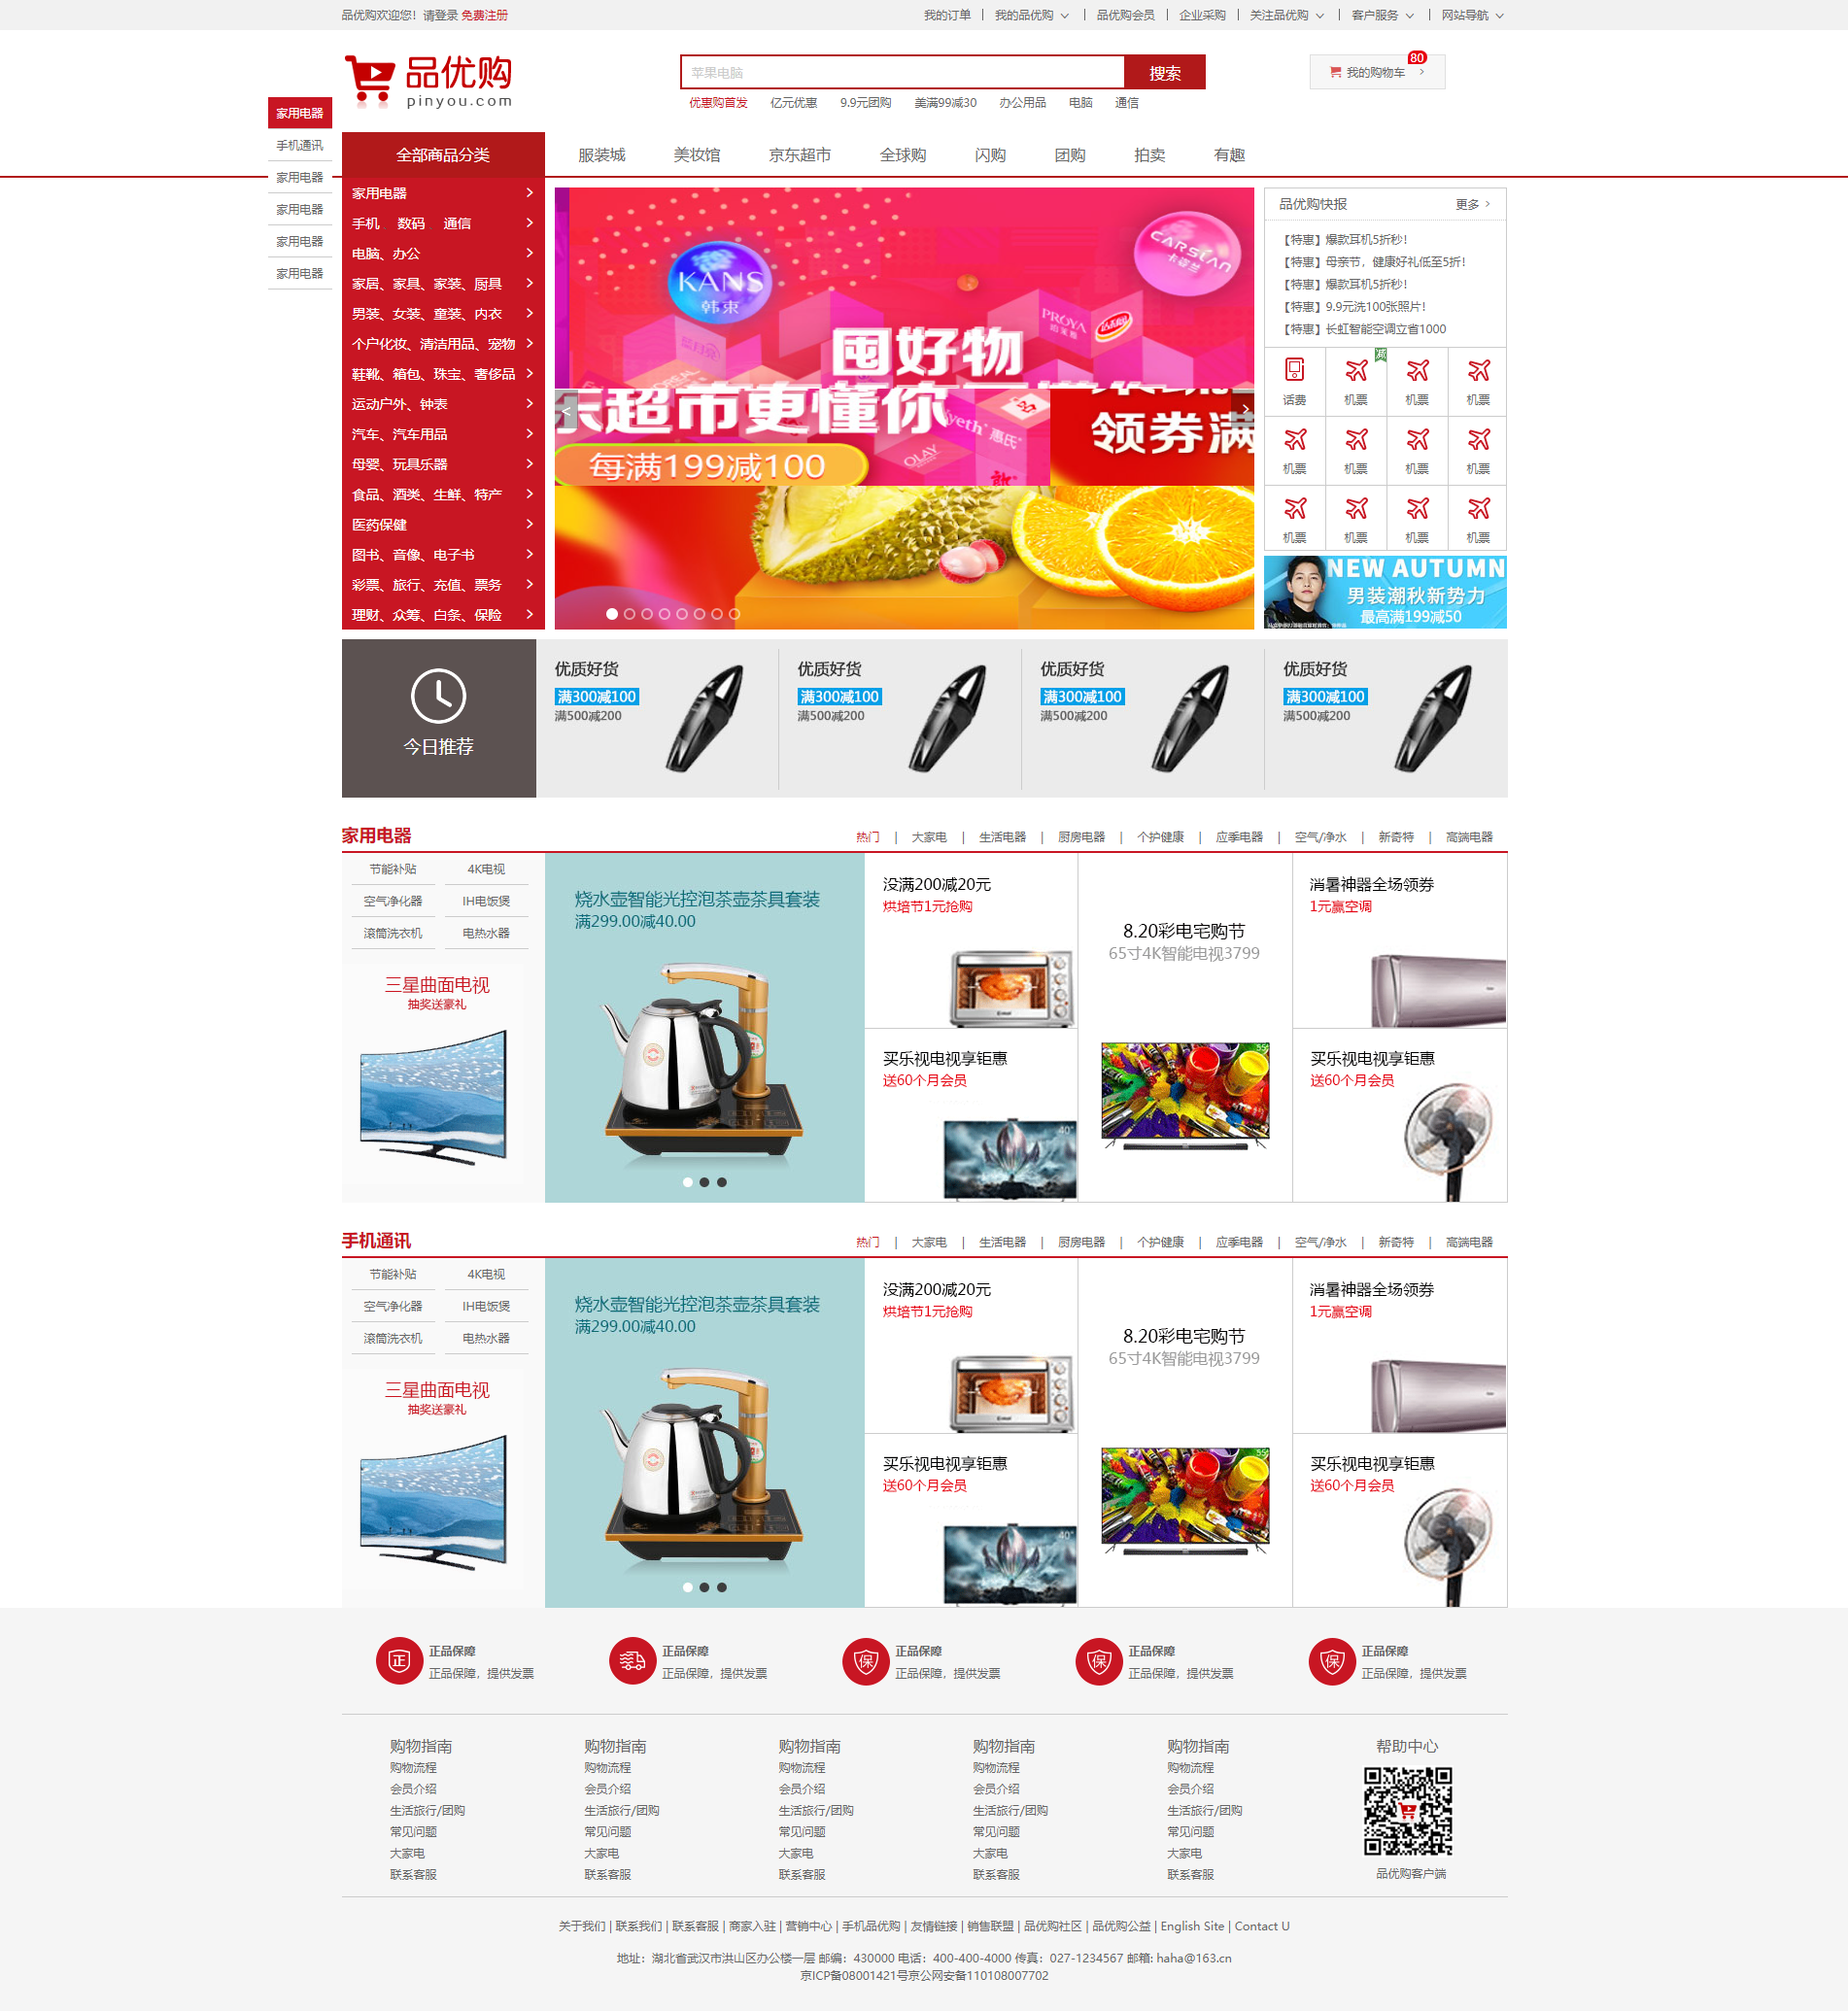 品优购欢迎您！请登录 免费注册
我的订单 我的品优购 品优购会员 企业采购 关注品优购 客户服务 网站导航
品优购
pinyou.com
苹果电脑
搜索
优惠购首发 亿元优惠 9.9元团购 美满99减30 办公用品 电脑 通信
80
我的购物车
家用电器
手机通讯
家用电器
家用电器
家用电器
家用电器
全部商品分类 服装城 美妆馆 京东超市 全球购 闪购 团购 拍卖 有趣
家用电器
手机 数码 通信
电脑、办公
家居、家具、家装、厨具
男装、女装、童装、内衣
个户化妆、清洁用品、宠物
鞋靴、箱包、珠宝、奢侈品
运动户外、钟表
汽车、汽车用品
母婴、玩具乐器
食品、酒类、生鲜、特产
医药保健
图书、音像、电子书
彩票、旅行、充值、票务
理财、众筹、白条、保险
KANS
韩束
CARSLAN
卡姿兰
PROYA
囤好物
超市更懂你
领券满
每满199减100
OLAY
惠氏
品优购快报 更多
【特惠】爆款耳机5折秒！
【特惠】母亲节，健康好礼低至5折！
【特惠】爆款耳机5折秒！
【特惠】9.9元洗100张照片！
【特惠】长虹智能空调立省1000
减
话费 机票 机票 机票
机票 机票 机票 机票
机票 机票 机票 机票
NEW AUTUMN
男装潮秋新势力
最高满199减50
今日推荐
优质好货
满300减100
满500减200
优质好货
满300减100
满500减200
优质好货
满300减100
满500减200
优质好货
满300减100
满500减200
家用电器
热门 | 大家电 | 生活电器 | 厨房电器 | 个护健康 | 应季电器 | 空气/净水 | 新奇特 | 高端电器
节能补贴 4K电视
空气净化器 IH电饭煲
滚筒洗衣机 电热水器
三星曲面电视
抽奖送豪礼
烧水壶智能光控泡茶壶茶具套装
满299.00减40.00
没满200减20元
烘培节1元抢购
买乐视电视享钜惠
送60个月会员
40"
8.20彩电宅购节
65寸4K智能电视3799
55"
消暑神器全场领券
1元赢空调
买乐视电视享钜惠
送60个月会员
手机通讯
热门 | 大家电 | 生活电器 | 厨房电器 | 个护健康 | 应季电器 | 空气/净水 | 新奇特 | 高端电器
节能补贴 4K电视
空气净化器 IH电饭煲
滚筒洗衣机 电热水器
三星曲面电视
抽奖送豪礼
烧水壶智能光控泡茶壶茶具套装
满299.00减40.00
没满200减20元
烘培节1元抢购
买乐视电视享钜惠
送60个月会员
40"
8.20彩电宅购节
65寸4K智能电视3799
55"
消暑神器全场领券
1元赢空调
买乐视电视享钜惠
送60个月会员
正 正品保障
正品保障，提供发票
正品保障
正品保障，提供发票
保 正品保障
正品保障，提供发票
保 正品保障
正品保障，提供发票
保 正品保障
正品保障，提供发票
购物指南 购物指南 购物指南 购物指南 购物指南 帮助中心
购物流程 购物流程 购物流程 购物流程 购物流程
会员介绍 会员介绍 会员介绍 会员介绍 会员介绍
生活旅行/团购 生活旅行/团购 生活旅行/团购 生活旅行/团购 生活旅行/团购
常见问题 常见问题 常见问题 常见问题 常见问题
大家电 大家电 大家电 大家电 大家电
联系客服 联系客服 联系客服 联系客服 联系客服 品优购客户端
关于我们 | 联系我们 | 联系客服 | 商家入驻 | 营销中心 | 手机品优购 | 友情链接 | 销售联盟 | 品优购社区 | 品优购公益 | English Site | Contact U
地址：湖北省武汉市洪山区办公楼一层 邮编：430000 电话：400-400-4000 传真：027-1234567 邮箱: haha@163.cn
京ICP备08001421号京公网安备110108007702